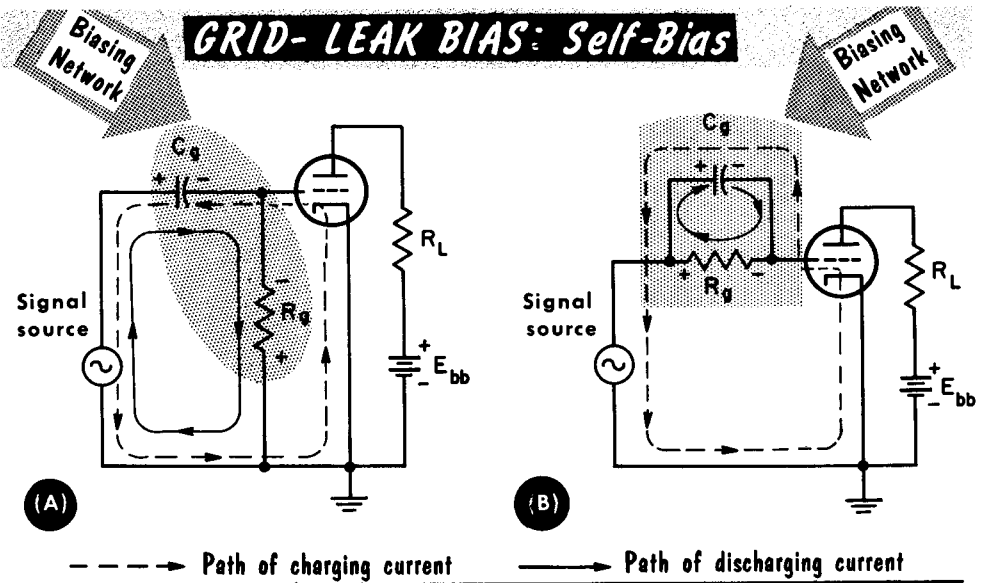 GRID- LEAK BIAS: Self-Bias
Biasing
Network
Biasing
Network
Cg
+ -
RL
Signal
source
-
Rg
+
+
Ebb
-
(A)
Cg
+ -
+ -
Rg
RL
Signal
source
+
Ebb
-
(B)
Path of charging current
Path of discharging current